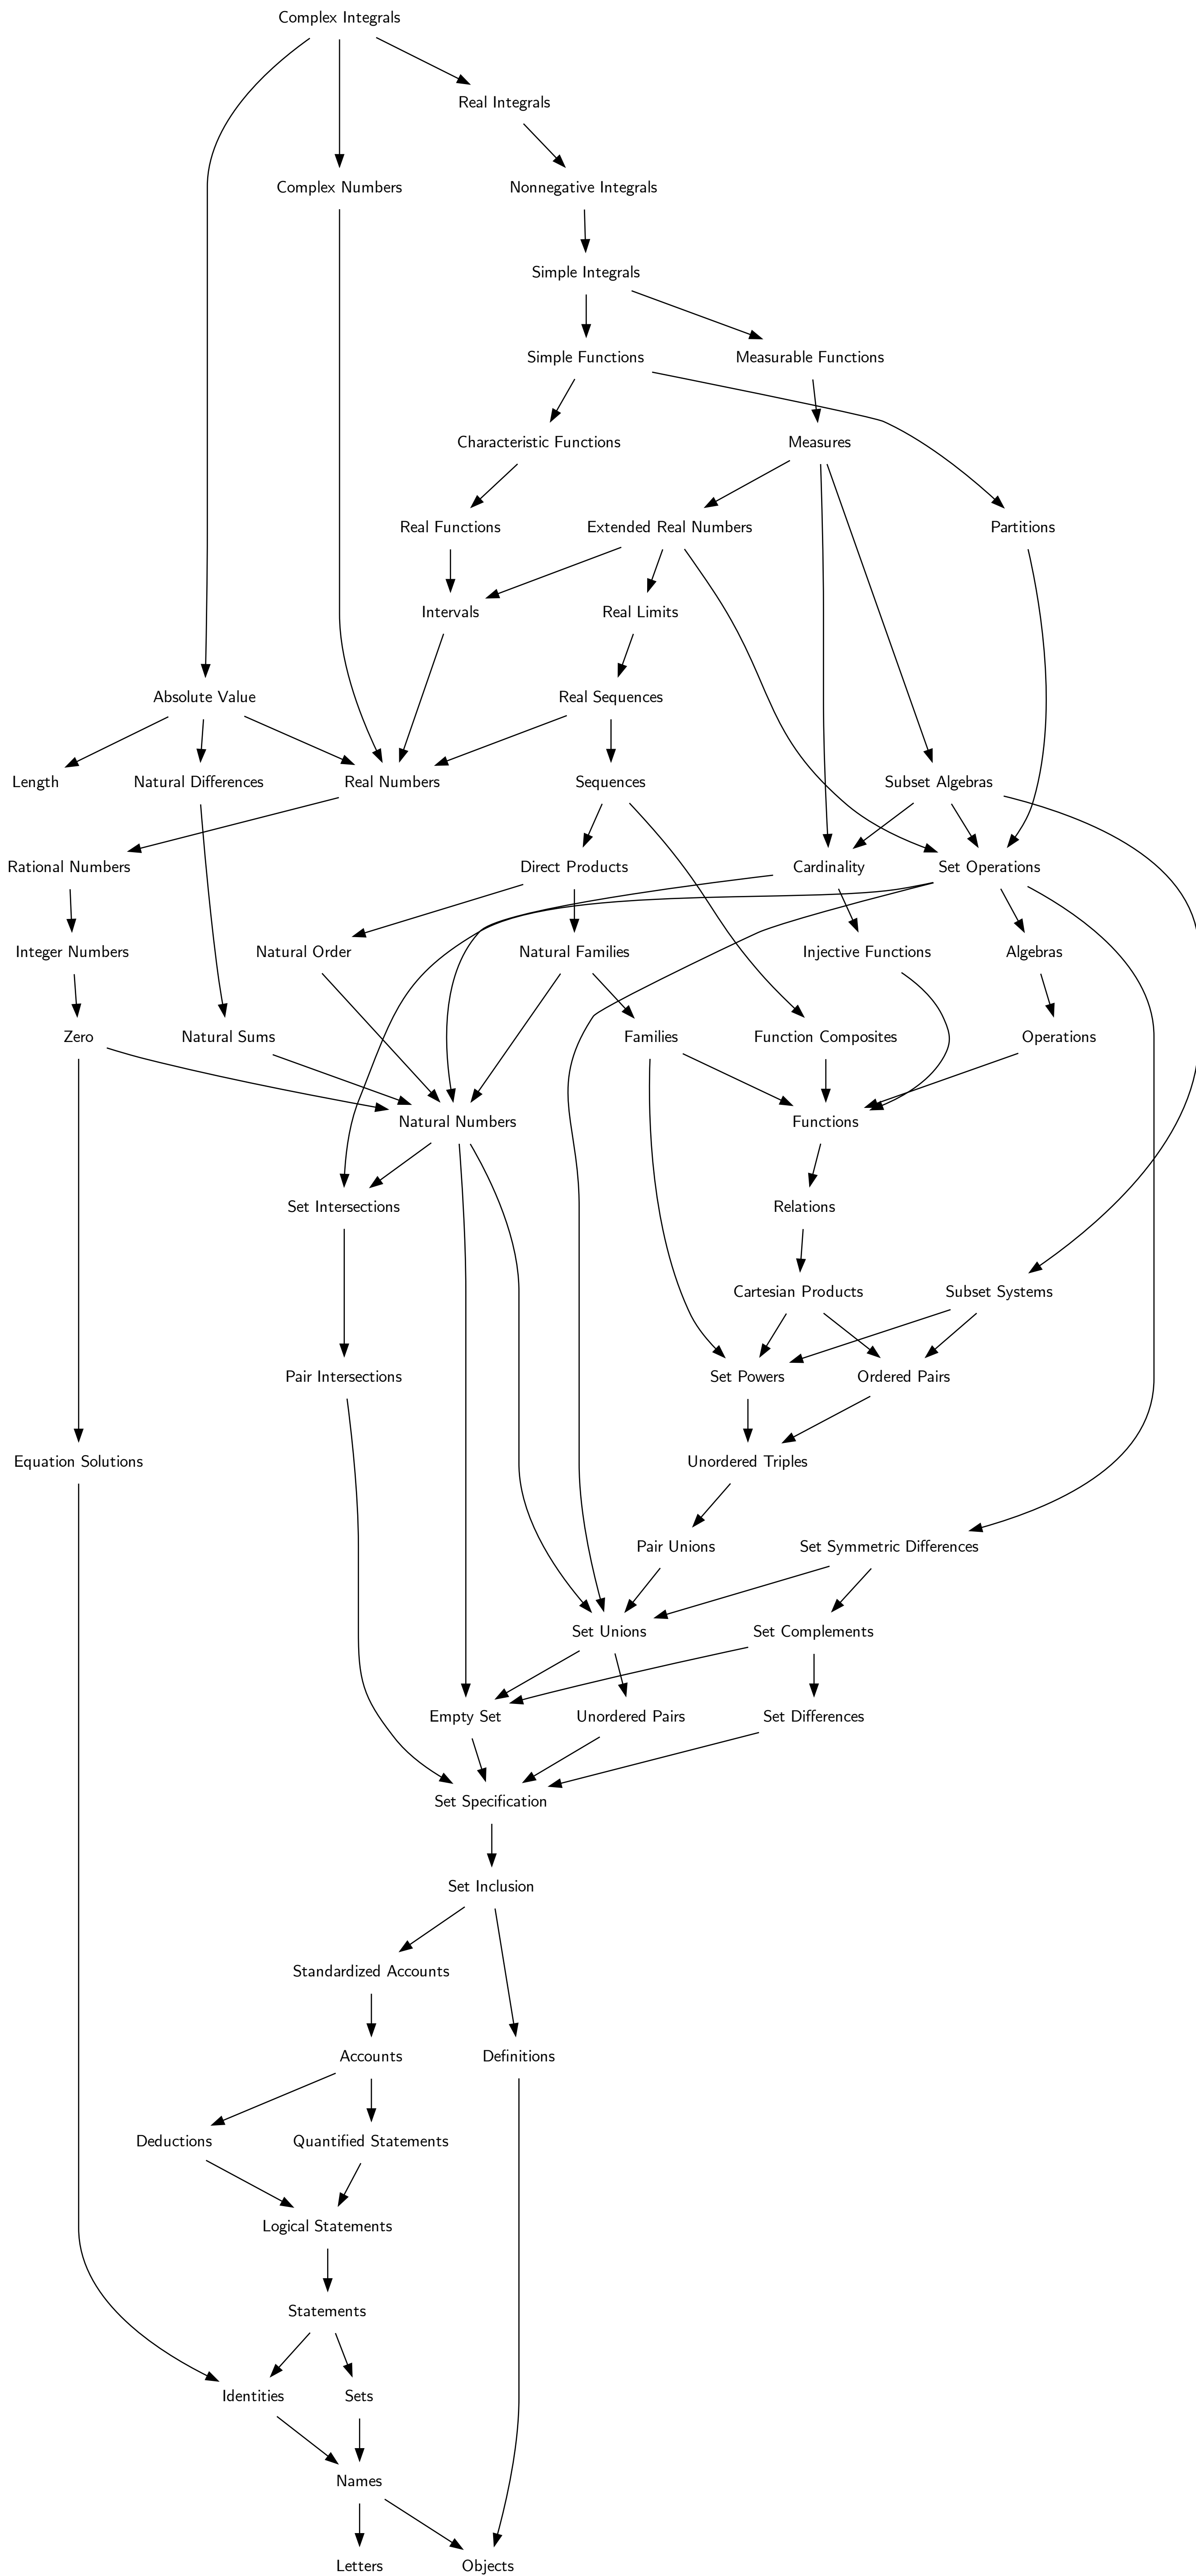 Complex Integrals
Real Integrals
Complex Numbers
Nonnegative Integrals
Simple Integrals
Simple Functions
Measurable Functions
Characteristic Functions
Measures
Real Functions
Extended Real Numbers
Partitions
Intervals
Real Limits
Absolute Value
Real Sequences
Length
Natural Differences
Real Numbers
Sequences
Subset Algebras
Rational Numbers
Direct Products
Cardinality
Set Operations
Integer Numbers
Natural Order
Natural Families
Injective Functions
Algebras
Zero
Natural Sums
Families
Function Composites
Operations
Natural Numbers
Functions
Set Intersections
Relations
Cartesian Products
Subset Systems
Pair Intersections
Set Powers
Ordered Pairs
Equation Solutions
Unordered Triples
Pair Unions
Set Symmetric Differences
Set Unions
Set Complements
Empty Set
Unordered Pairs
Set Differences
Set Specification
Set Inclusion
Standardized Accounts
Accounts
Definitions
Deductions
Quantified Statements
Logical Statements
Statements
Identities
Sets
Names
Letters
Objects